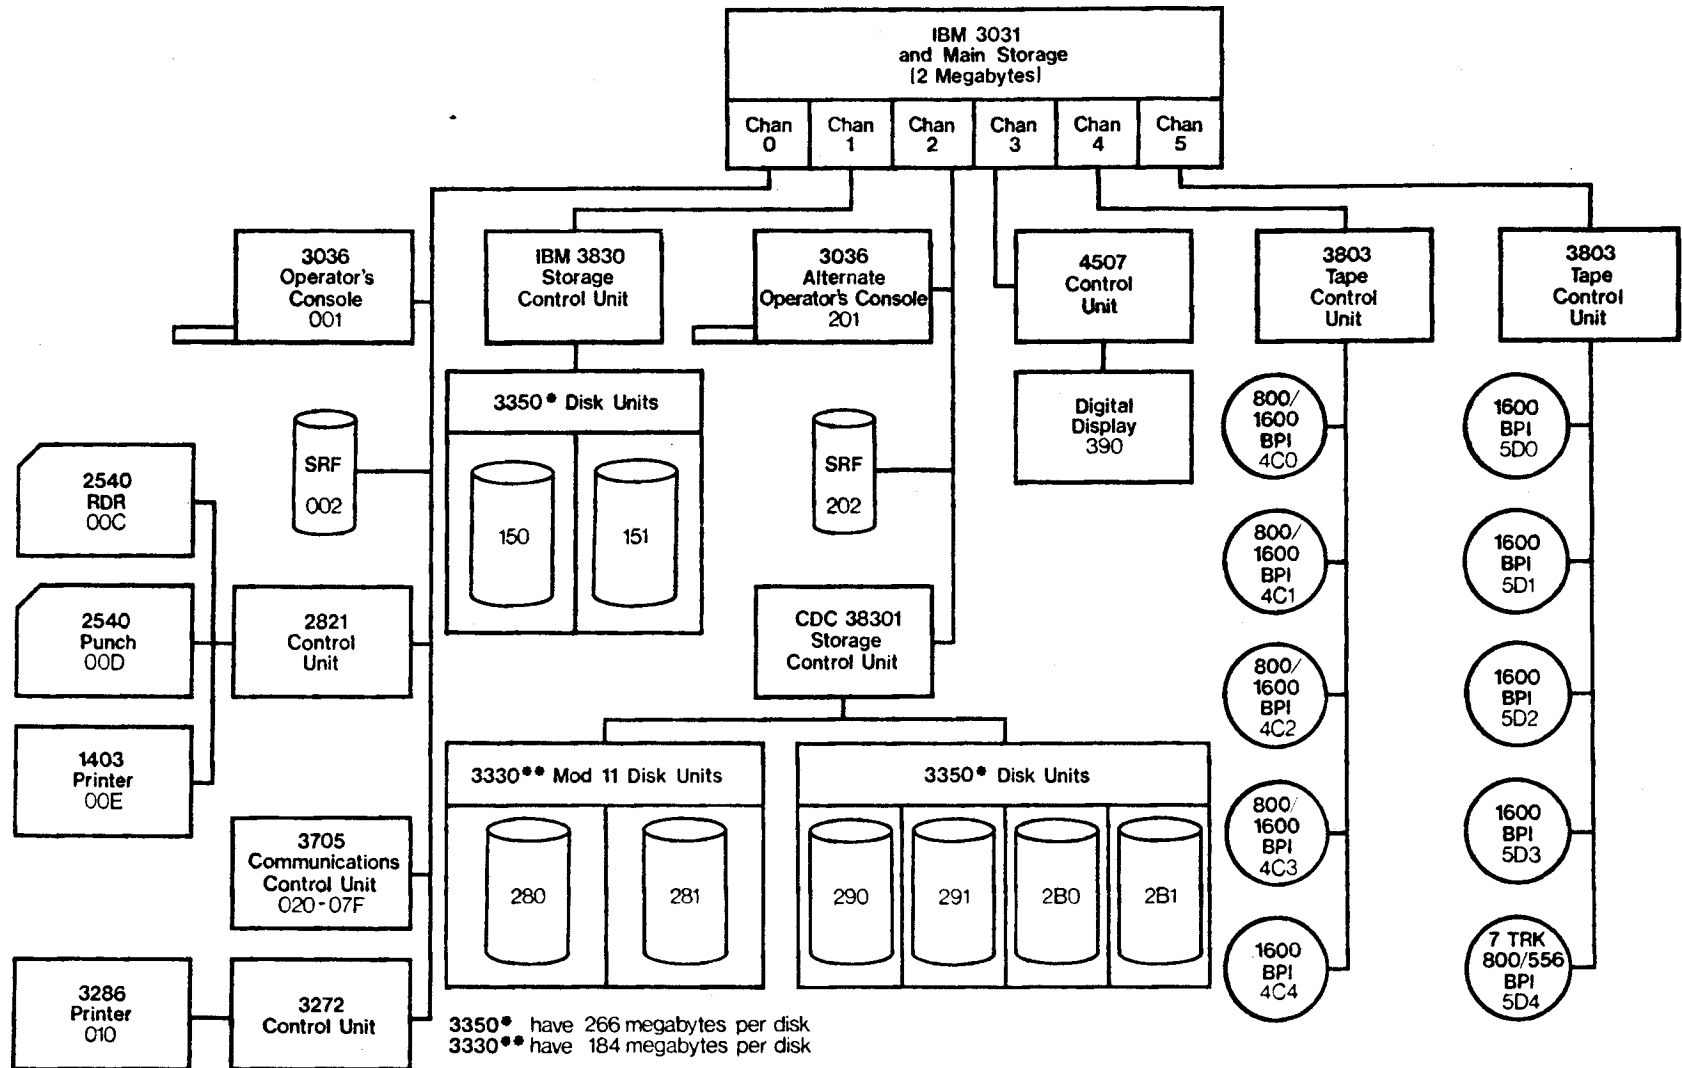 IBM 3031
and Main Storage
(2 Megabytes)
Chan
0
Chan
1
Chan
2
Chan
3
Chan
4
Chan
5
3036
Operator's
Console
001
IBM 3830
Storage
Control Unit
3036
Alternate
Operator's Console
201
4507
Control
Unit
3803
Tape
Control
Unit
3803
Tape
Control
Unit
3350* Disk Units
150
151
SRF
002
SRF
202
Digital
Display
390
2540
RDR
00C
2540
Punch
00D
1403
Printer
00E
2821
Control
Unit
CDC 38301
Storage
Control Unit
3330** Mod 11 Disk Units
280
281
3350* Disk Units
290
291
2B0
2B1
3705
Communications
Control Unit
020-07F
3286
Printer
010
3272
Control Unit
800/
1600
BPI
4C0
800/
1600
BPI
4C1
800/
1600
BPI
4C2
800/
1600
BPI
4C3
1600
BPI
4C4
1600
BPI
5D0
1600
BPI
5D1
1600
BPI
5D2
1600
BPI
5D3
7 TRK
800/556
BPI
5D4
3350* have 266 megabytes per disk
3330** have 184 megabytes per disk